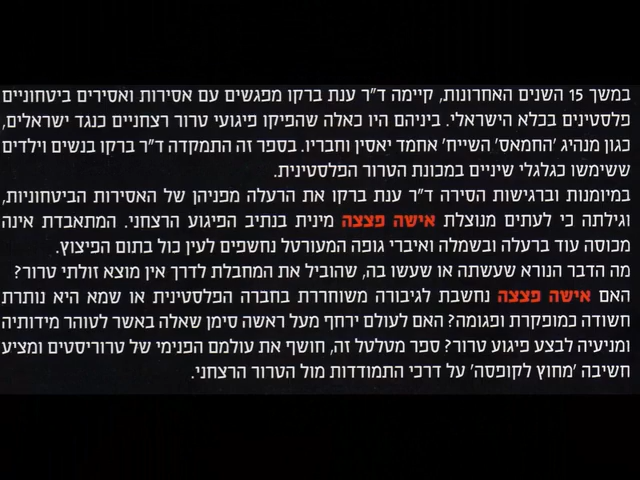 במשך 15 השנים האחרונות, קיימה ד"ר ענת ברקו מפגשים עם אסירות ואסירים ביטחוניים
פלסטינים בכלא הישראלי. ביניהם היו כאלה שהפיקו פיגועי טרור רצחניים כנגד ישראלים,
כגון מנהיג 'החמאס' השייח' אחמד יאסין וחבריו. בספר זה התמקדה ד"ר ברקו בנשים וילדים
ששימשו כגלגלי שיניים במכונת הטרור הפלסטינית.
במיומנות וברגישות הסירה ד"ר ענת ברקו את הרעלה מפניהן של האסירות הביטחוניות,
וגילתה כי לעתים מנוצלת אישה פצצה מינית בנתיב הפיגוע הרצחני. המתאבדת אינה
מכוסה עוד ברעלה ובשמלה ואיברי גופה המעורטל נחשפים לעין כול בתום הפיצוץ.
מה הדבר הנורא שעשתה או שעשו בה, שהוביל את המחבלת לדרך אין מוצא זולתי טרור?
האם אישה פצצה נחשבת לגיבורה משוחררת בחברה הפלסטינית או שמא היא נותרת
חשודה כמופקרת ופגומה? האם לעולם ירחף מעל ראשה סימן שאלה באשר לטוהר מידותיה
ומניעיה לבצע פיגוע טרור? ספר מטלטל זה, חושף את עולמם הפנימי של טרוריסטים ומציע
חשיבה 'מחוץ לקופסה' על דרכי התמודדות מול הטרור הרצחני.